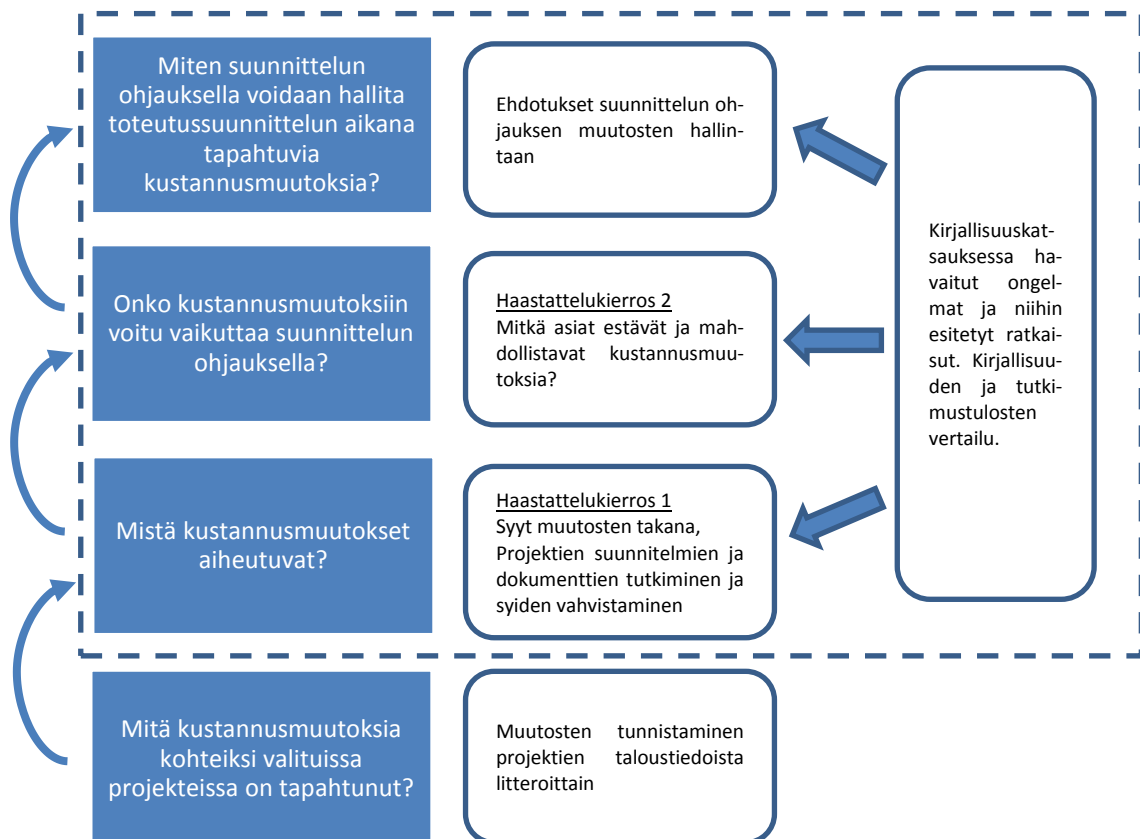 Miten suunnittelun
ohjauksella voidaan hallita
toteutussuunnittelun aikana
tapahtuvia
kustannusmuutoksia?
Ehdotukset suunnittelun oh-
jauksen muutosten hallin-
taan
Onko kustannusmuutoksiin
voitu vaikuttaa suunnittelun
ohjauksella?
Haastattelukierros 2
Mitkä asiat estävät ja mah-
dollistavat kustannusmuu-
toksia?
Kirjallisuuskat-
sauksessa ha-
vaitut ongel-
mat ja niihin
esitetyt ratkai-
sut. Kirjallisuu-
den ja tutki-
mustulosten
vertailu.
Mistä kustannusmuutokset
aiheutuvat?
Haastattelukierros 1
Syyt muutosten takana,
Projektien suunnitelmien ja
dokumenttien tutkiminen ja
syiden vahvistaminen
Mitä kustannusmuutoksia
kohteiksi valituissa
projekteissa on tapahtunut?
Muutosten tunnistaminen
projektien taloustiedoista
litteroittain